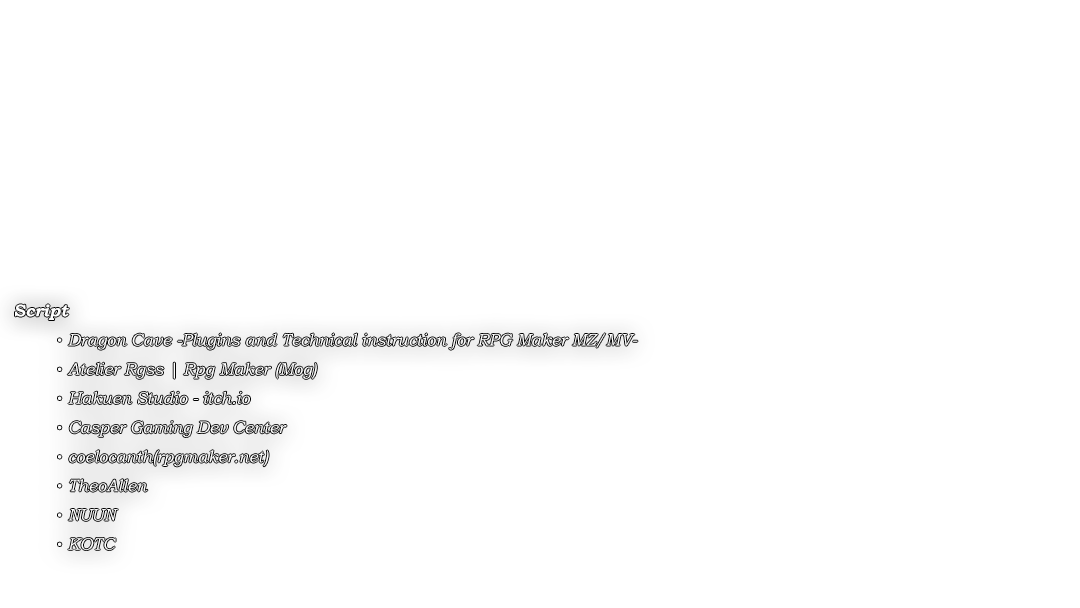 Script
• Dragon Cave -Plugins and Technical instruction for RPG Maker MZ/MV-
• Atelier Rgss | Rpg Maker (Mog)
• Hakuen Studio - itch.io
• Casper Gaming Dev Center
• coelocanth(rpgmaker.net)
• TheoAllen
• NUUN
• KOTC